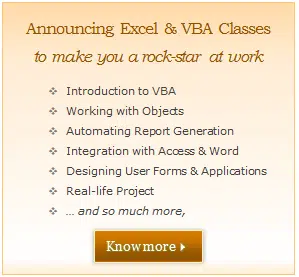 Announcing Excel & VBA Classes
to make you a rock-star at work
Introduction to VBA
Working with Objects
Automating Report Generation
Integration with Access & Word
Designing User Forms & Applications
Real-life Project
... and so much more,
Know more